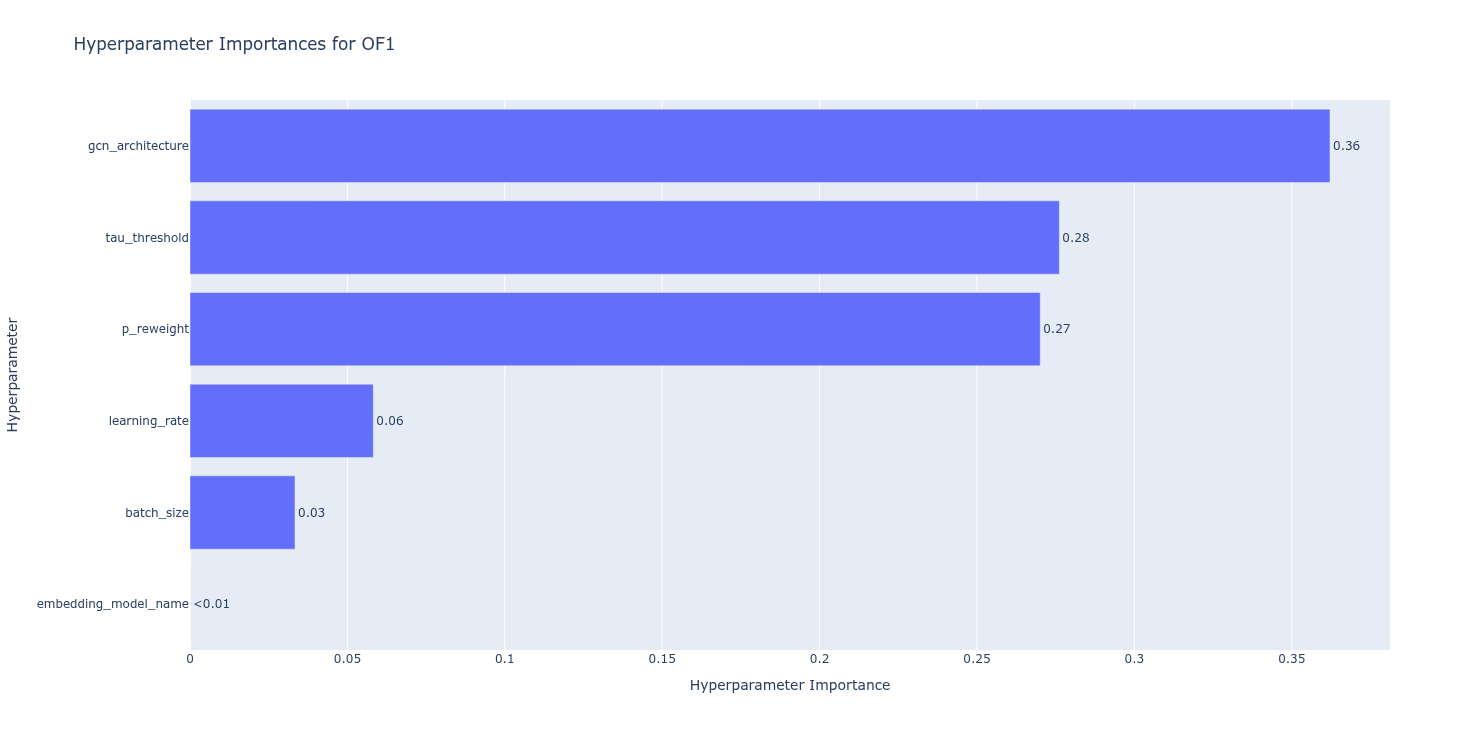 Hyperparameter Importances for OF1
Hyperparameter
gcn_architecture 0.36
tau_threshold 0.28
p_reweight 0.27
learning_rate 0.06
batch_size 0.03
embedding_model_name <0.01
0 0.05 0.1 0.15 0.2 0.25 0.3 0.35
Hyperparameter Importance